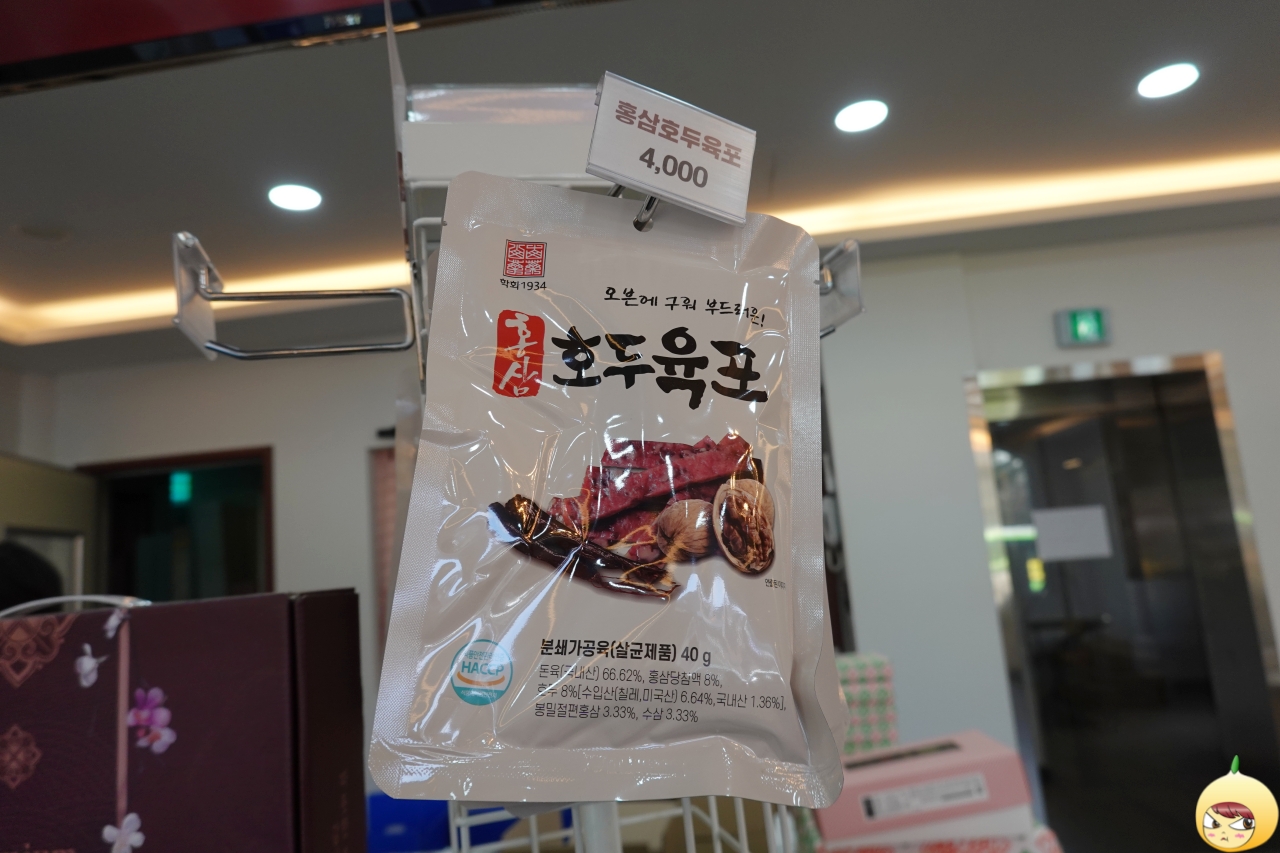 홍삼호두육포
4,000
학화1934
오븐에 구워 부드러운!
홍삼
호두육포
분쇄가공육(살균제품) 40 g
돈육(국내산) 66.62%, 홍삼당침액 8%,
호두 8%[수입산(칠레,미국산) 6.64%,국내산 1.36%],
봉밀절편홍삼 3.33%, 수삼 3.33%
HACCP